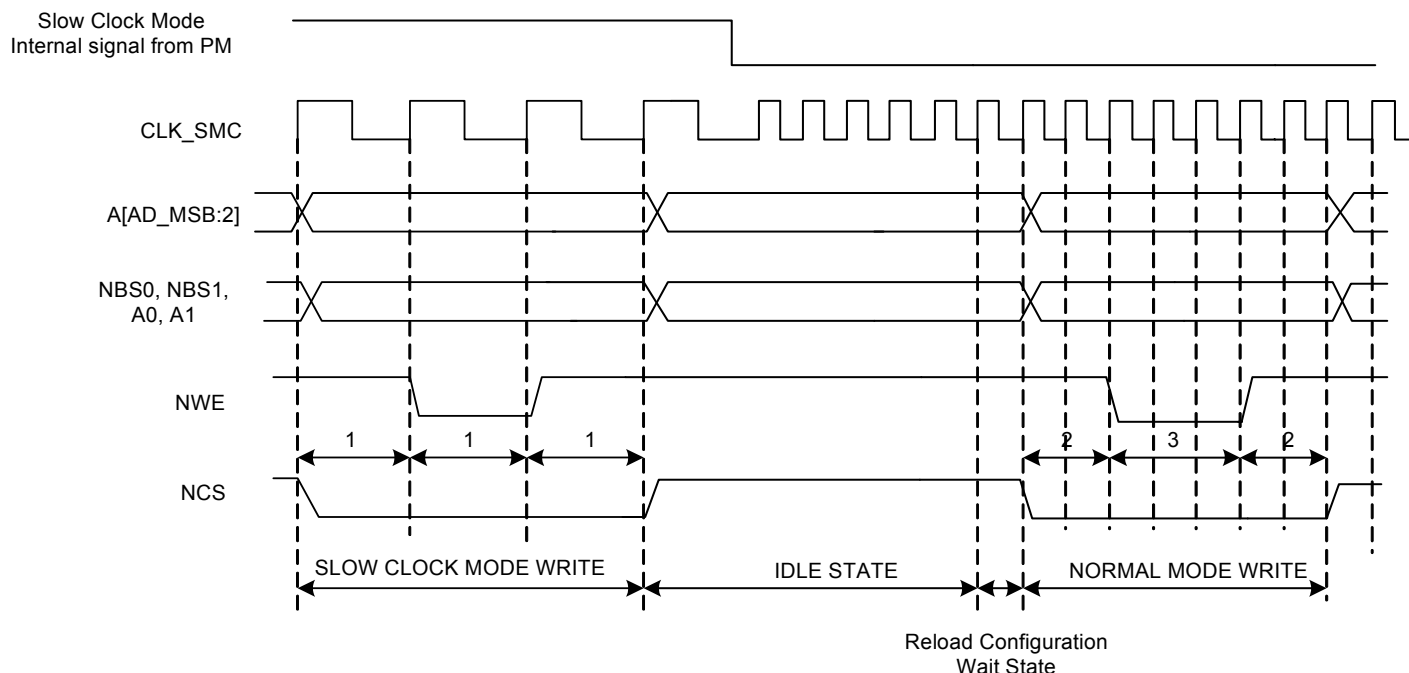 Slow Clock Mode
Internal signal from PM
CLK_SMC
A[AD_MSB:2]
NBS0, NBS1,
A0, A1
NWE
1 1 1 2 3 2
NCS
SLOW CLOCK MODE WRITE IDLE STATE NORMAL MODE WRITE
Reload Configuration
Wait State